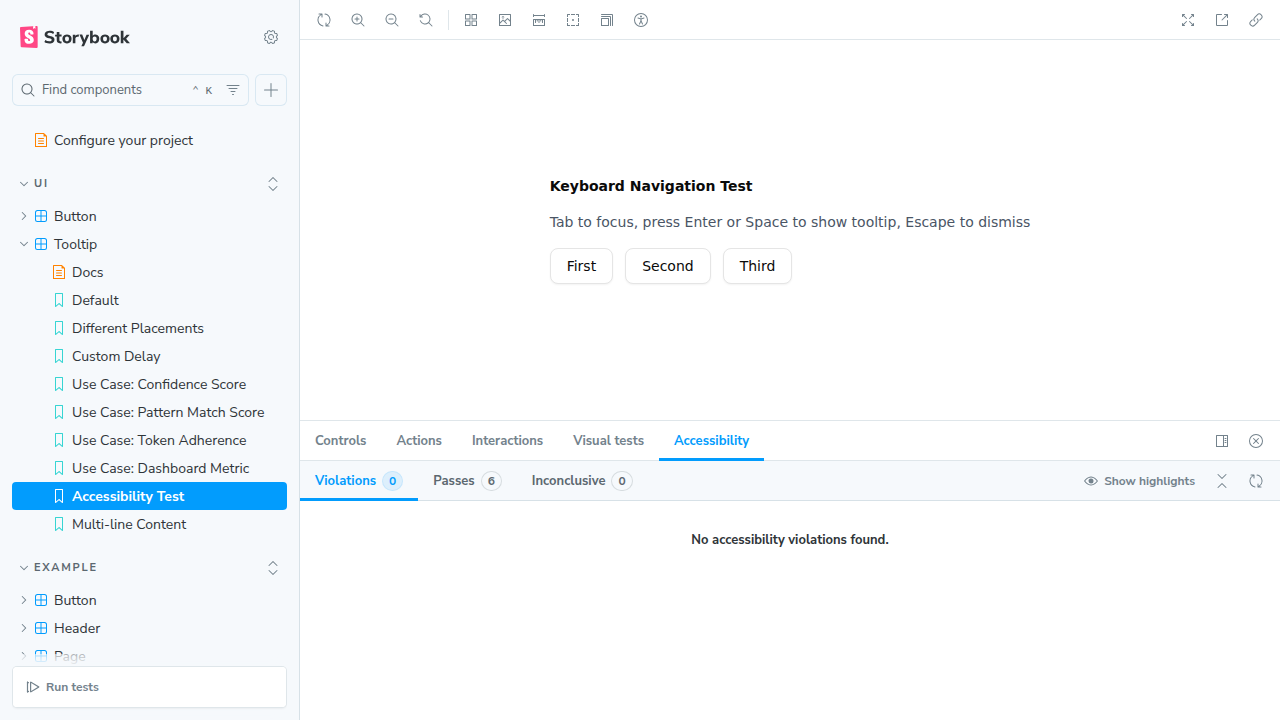 Storybook
Find components
^ K
Configure your project
UI
Button
Tooltip
Docs
Default
Different Placements
Custom Delay
Use Case: Confidence Score
Use Case: Pattern Match Score
Use Case: Token Adherence
Use Case: Dashboard Metric
Accessibility Test
Multi-line Content
EXAMPLE
Button
Header
Page
Run tests
Keyboard Navigation Test
Tab to focus, press Enter or Space to show tooltip, Escape to dismiss
First Second Third
Controls Actions Interactions Visual tests Accessibility
Violations 0 Passes 6 Inconclusive 0 Show highlights
No accessibility violations found.